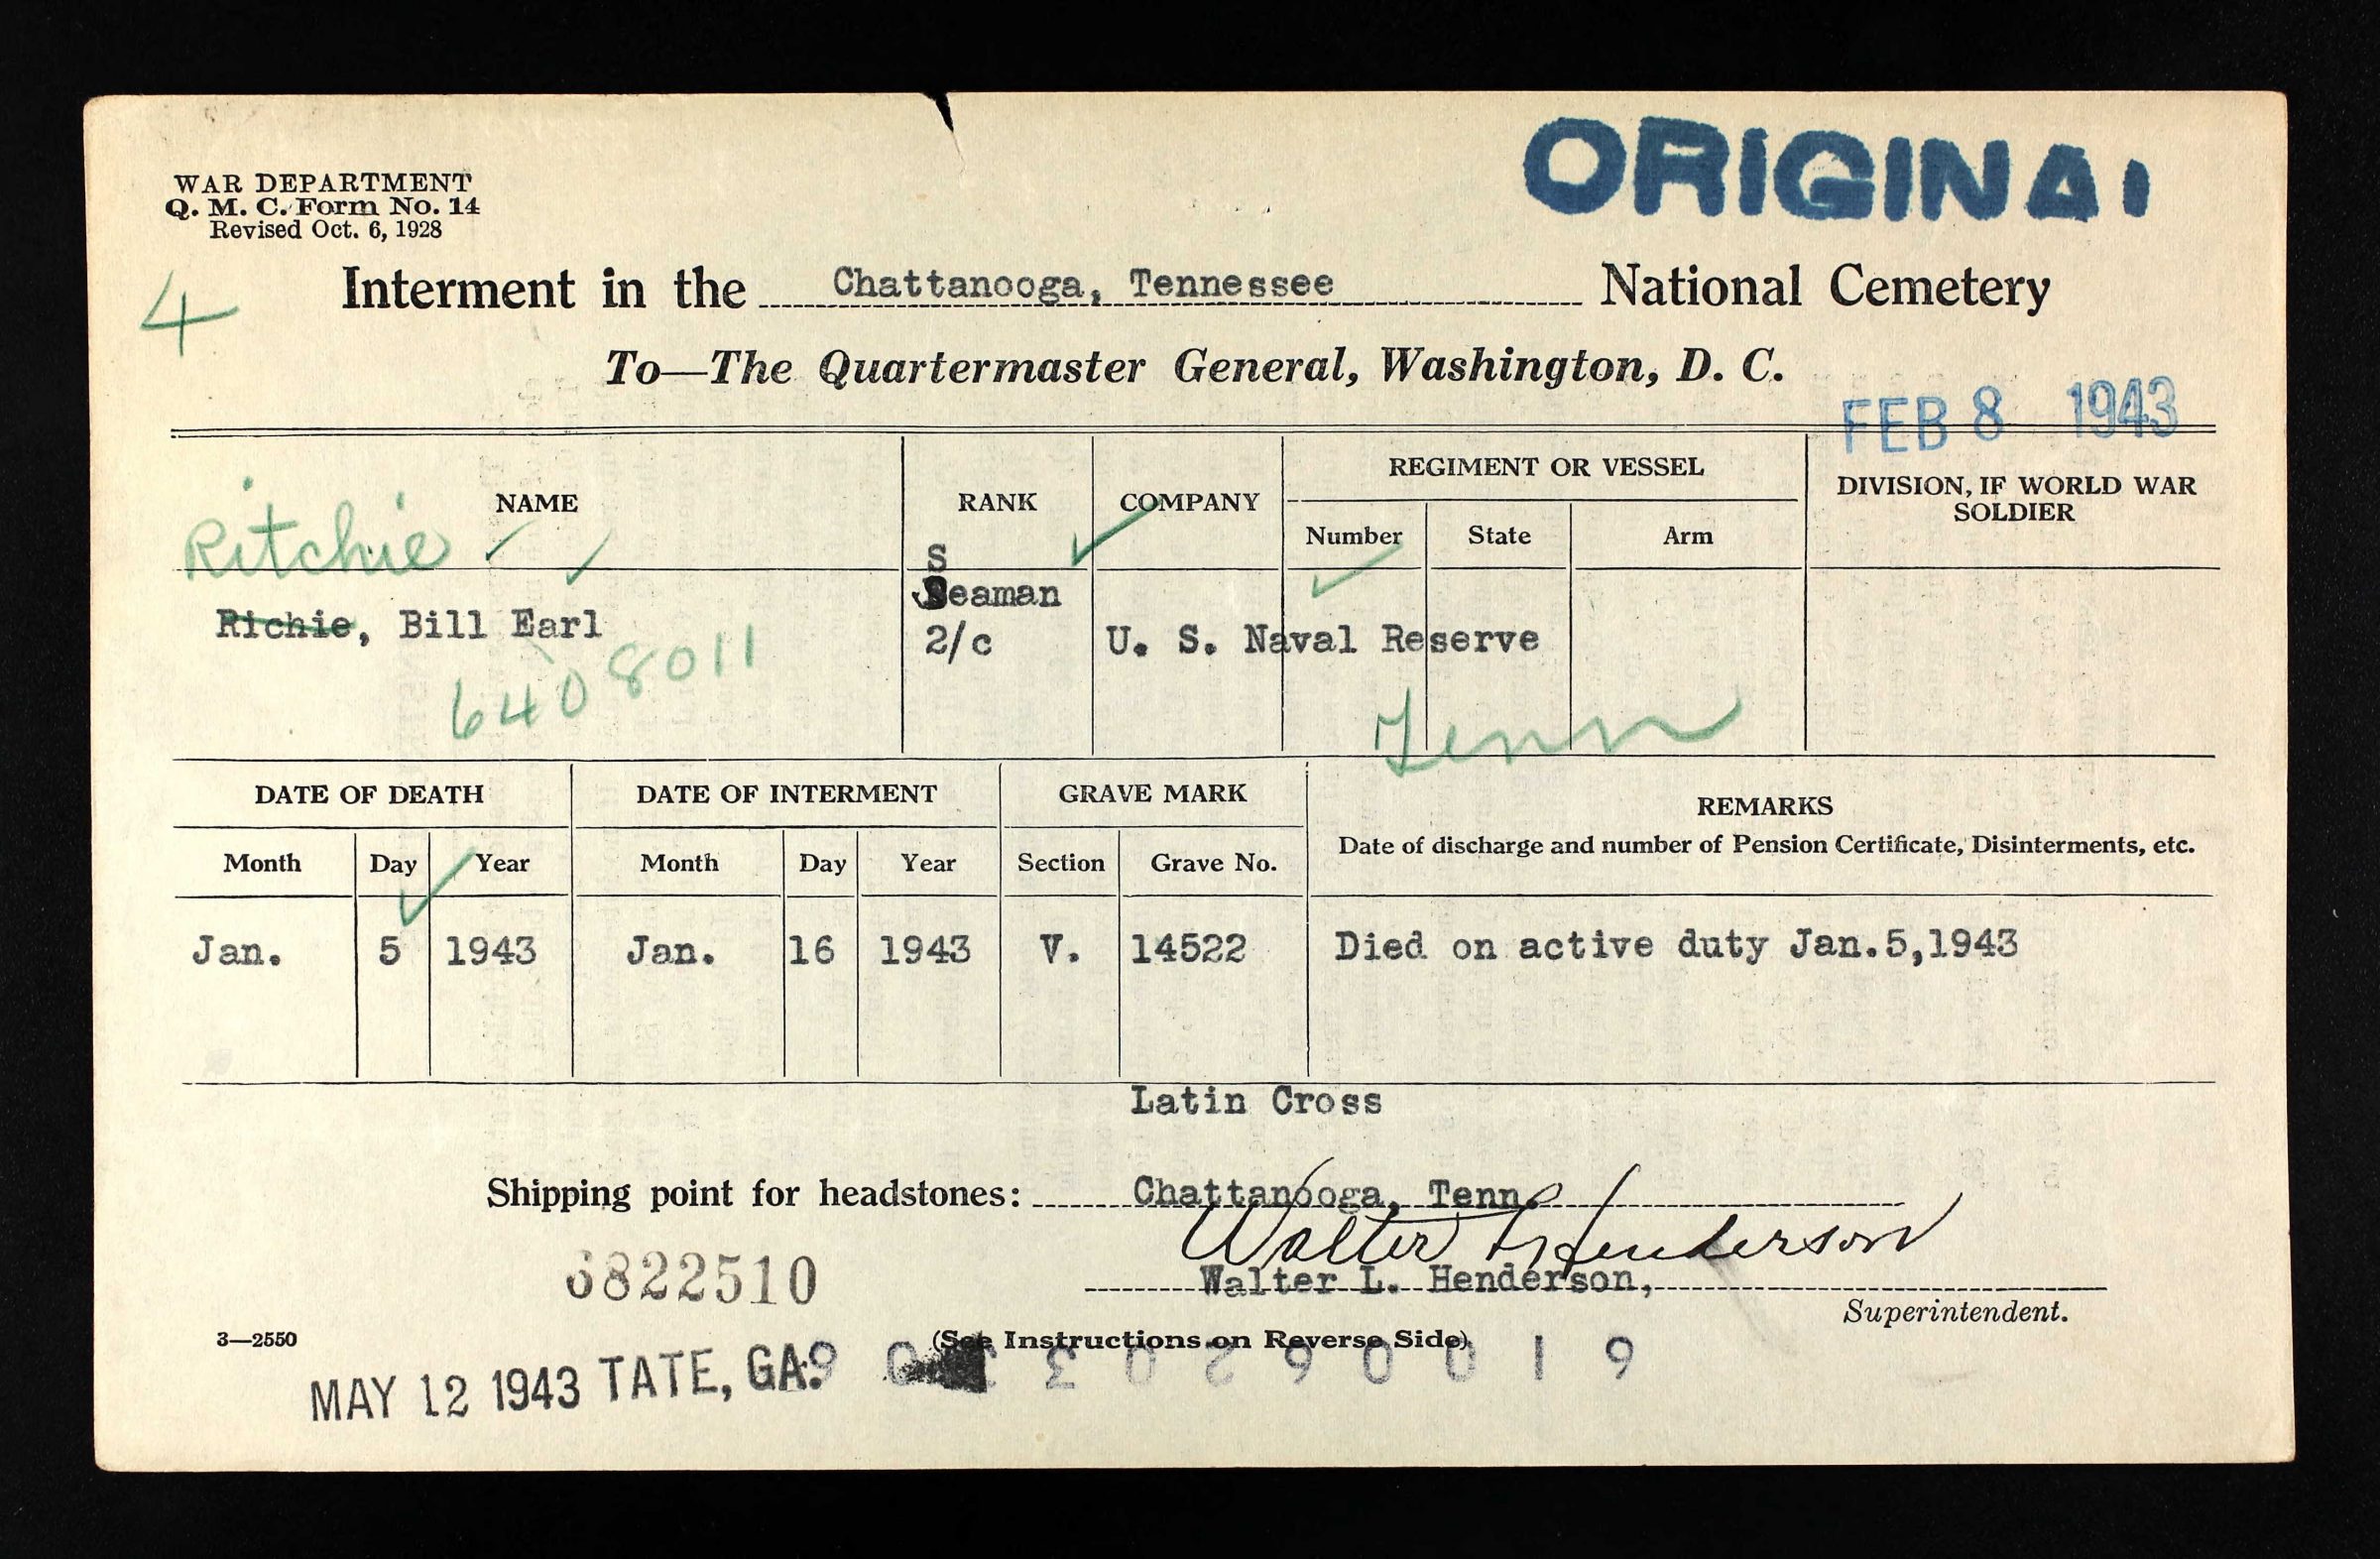 ORIGINAL
WAR DEPARTMENT
Q. M. C. Form No. 14
Revised Oct. 6, 1928
4
Interment in the Chattanooga, Tennessee National Cemetery
To—The Quartermaster General, Washington, D. C.
FEB 8 1943
NAME RANK COMPANY REGIMENT OR VESSEL DIVISION, IF WORLD WAR SOLDIER
Number State Arm
Ritchie
S
Seaman
Richie, Bill Earl 2/c U. S. Naval Reserve
6408011
Tenn
DATE OF DEATH DATE OF INTERMENT GRAVE MARK REMARKS
Date of discharge and number of Pension Certificate, Disinterments, etc.
Month Day Year Month Day Year Section Grave No.
Jan. 5 1943 Jan. 16 1943 V. 14522 Died on active duty Jan.5,1943
Latin Cross
Shipping point for headstones: Chattanooga, Tenn.
Walter L Henderson
6822510
Walter L. Henderson,
Superintendent.
3—2550
(See Instructions on Reverse Side)
MAY 12 1943 TATE, GA.